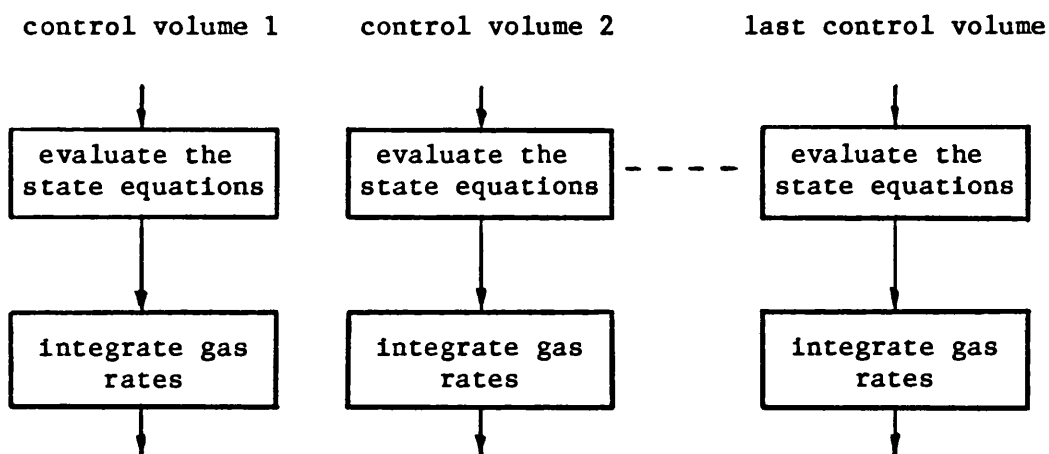 control volume 1
control volume 2
last control volume
evaluate the
state equations
evaluate the
state equations
evaluate the
state equations
integrate gas
rates
integrate gas
rates
integrate gas
rates